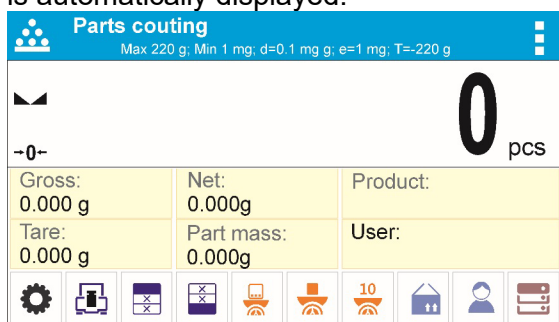 is automatically displayed.
Parts couting
Max 220 g; Min 1 mg; d=0.1 mg g; e=1 mg; T=-220 g
0 pcs
→0←
Gross:
0.000 g
Net:
0.000g
Product:
Tare:
0.000 g
Part mass:
0.000g
User:
10